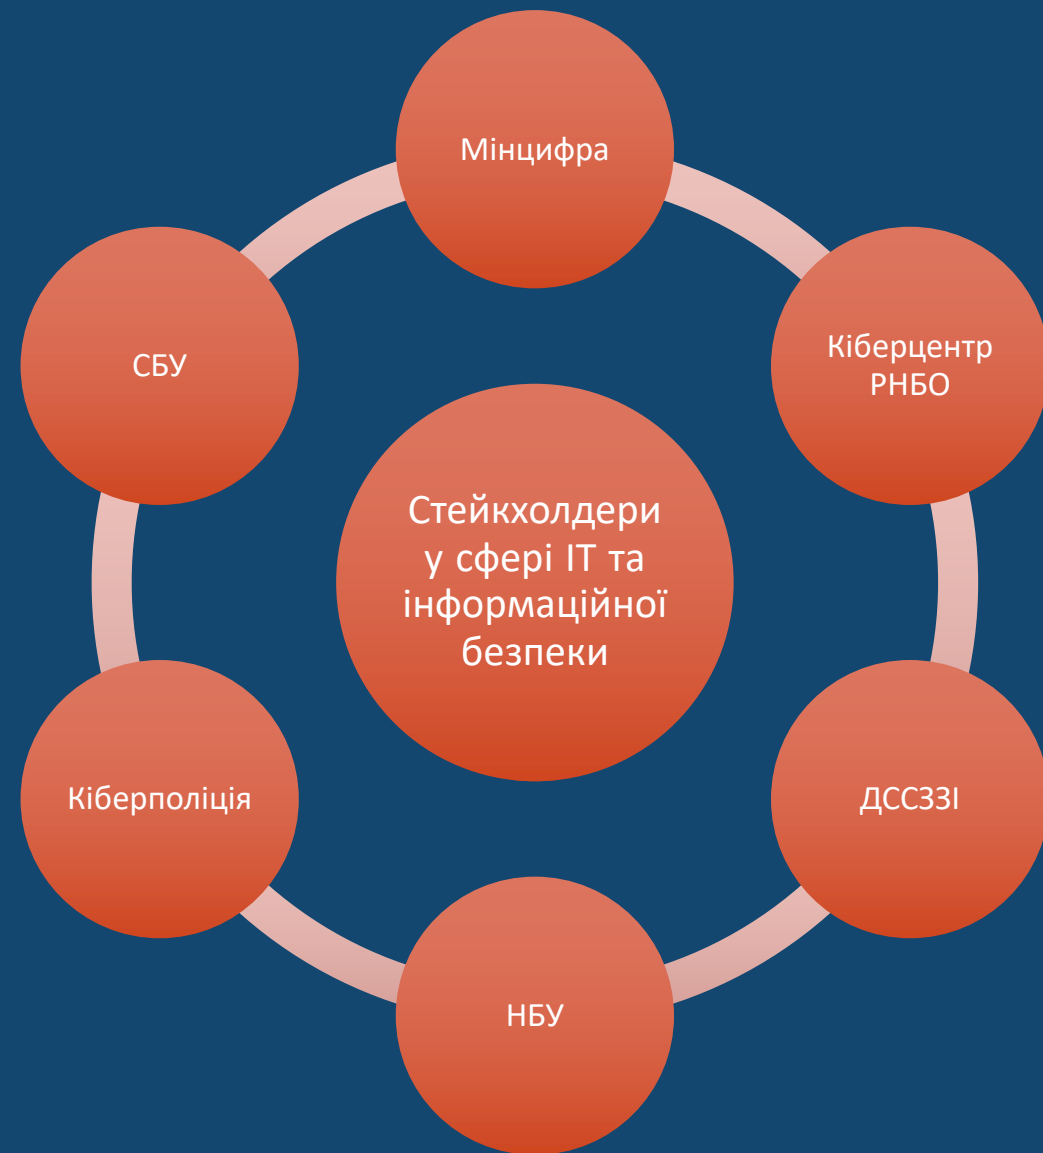 Мінцифра
СБУ
Кіберцентр
РНБО
Стейкхолдери
у сфері ІТ та
інформаційної
безпеки
Кіберполіція
ДССЗЗІ
НБУ